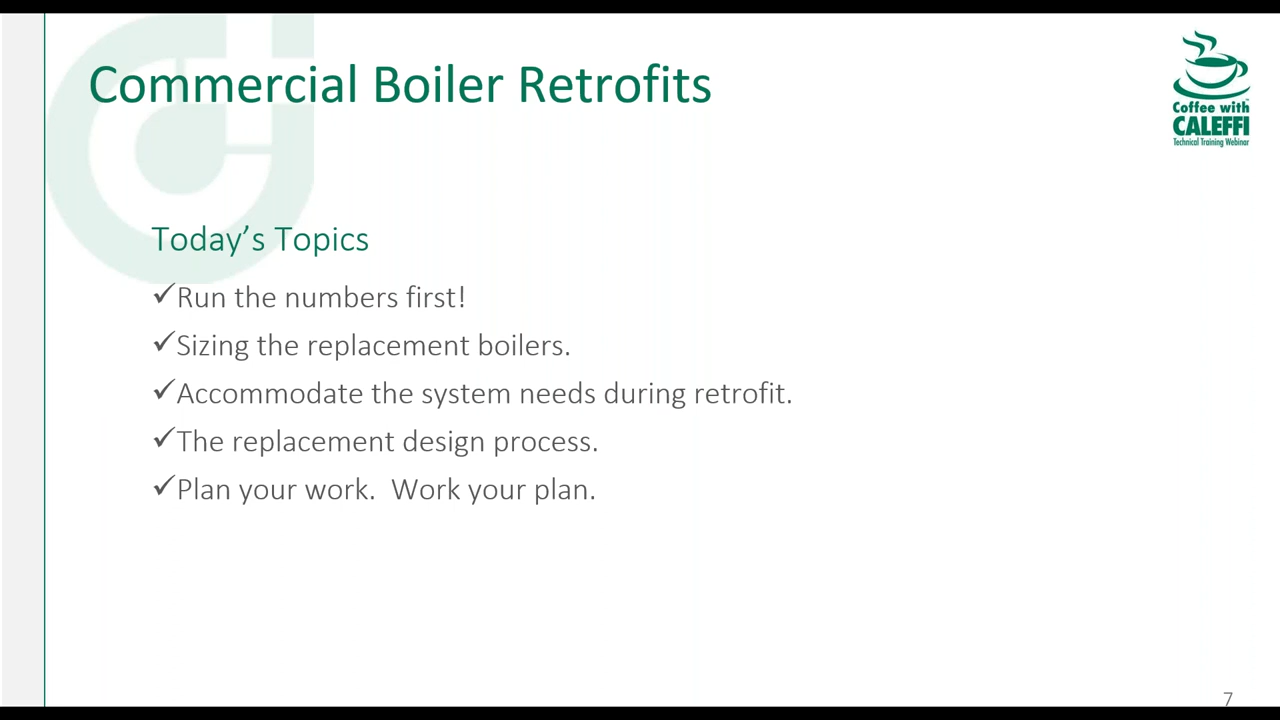 Commercial Boiler Retrofits
Coffee with
CALEFFI
Technical Training Webinar
Today’s Topics
✓Run the numbers first!
✓Sizing the replacement boilers.
✓Accommodate the system needs during retrofit.
✓The replacement design process.
✓Plan your work.  Work your plan.
7